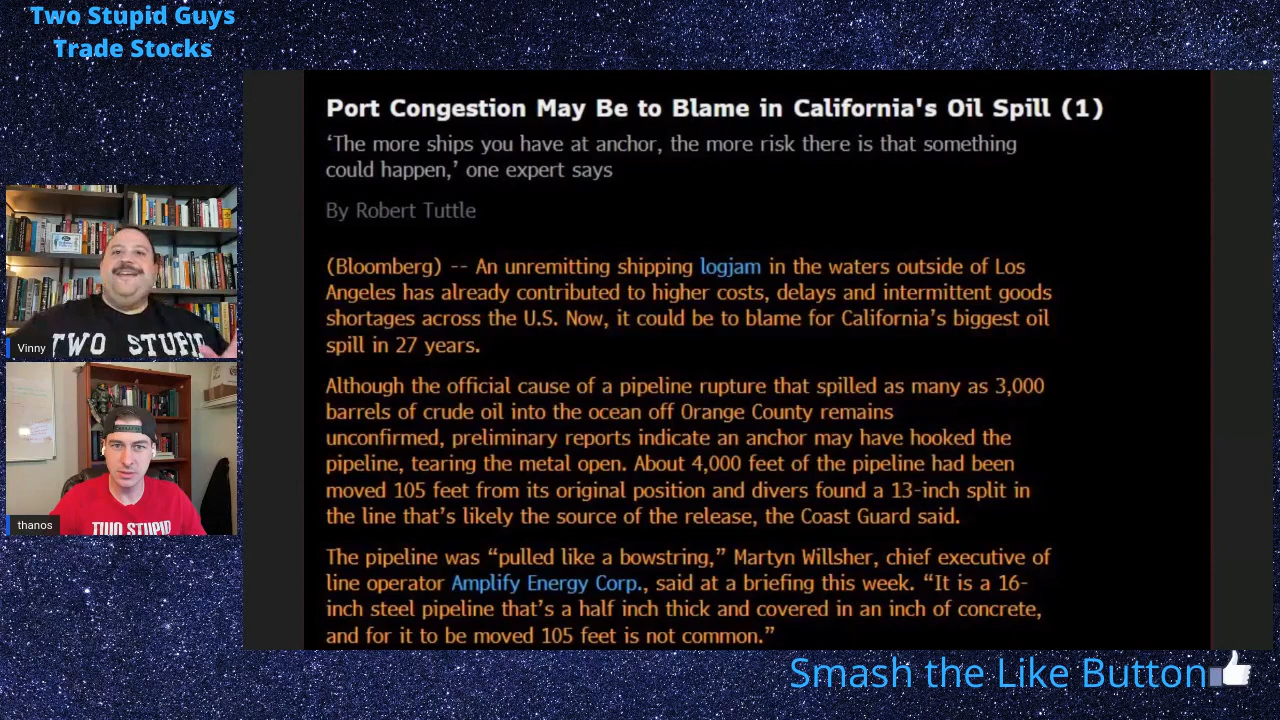 Two Stupid Guys
Trade Stocks
Port Congestion May Be to Blame in California's Oil Spill (1)
‘The more ships you have at anchor, the more risk there is that something
could happen,’ one expert says
By Robert Tuttle
(Bloomberg) -- An unremitting shipping logjam in the waters outside of Los
Angeles has already contributed to higher costs, delays and intermittent goods
shortages across the U.S. Now, it could be to blame for California’s biggest oil
spill in 27 years.
Although the official cause of a pipeline rupture that spilled as many as 3,000
barrels of crude oil into the ocean off Orange County remains
unconfirmed, preliminary reports indicate an anchor may have hooked the
pipeline, tearing the metal open. About 4,000 feet of the pipeline had been
moved 105 feet from its original position and divers found a 13-inch split in
the line that’s likely the source of the release, the Coast Guard said.
The pipeline was “pulled like a bowstring,” Martyn Willsher, chief executive of
line operator Amplify Energy Corp., said at a briefing this week. “It is a 16-
inch steel pipeline that’s a half inch thick and covered in an inch of concrete,
and for it to be moved 105 feet is not common.”
TWO STUPID
Vinny
TWO STUPID
thanos
Smash the Like Button